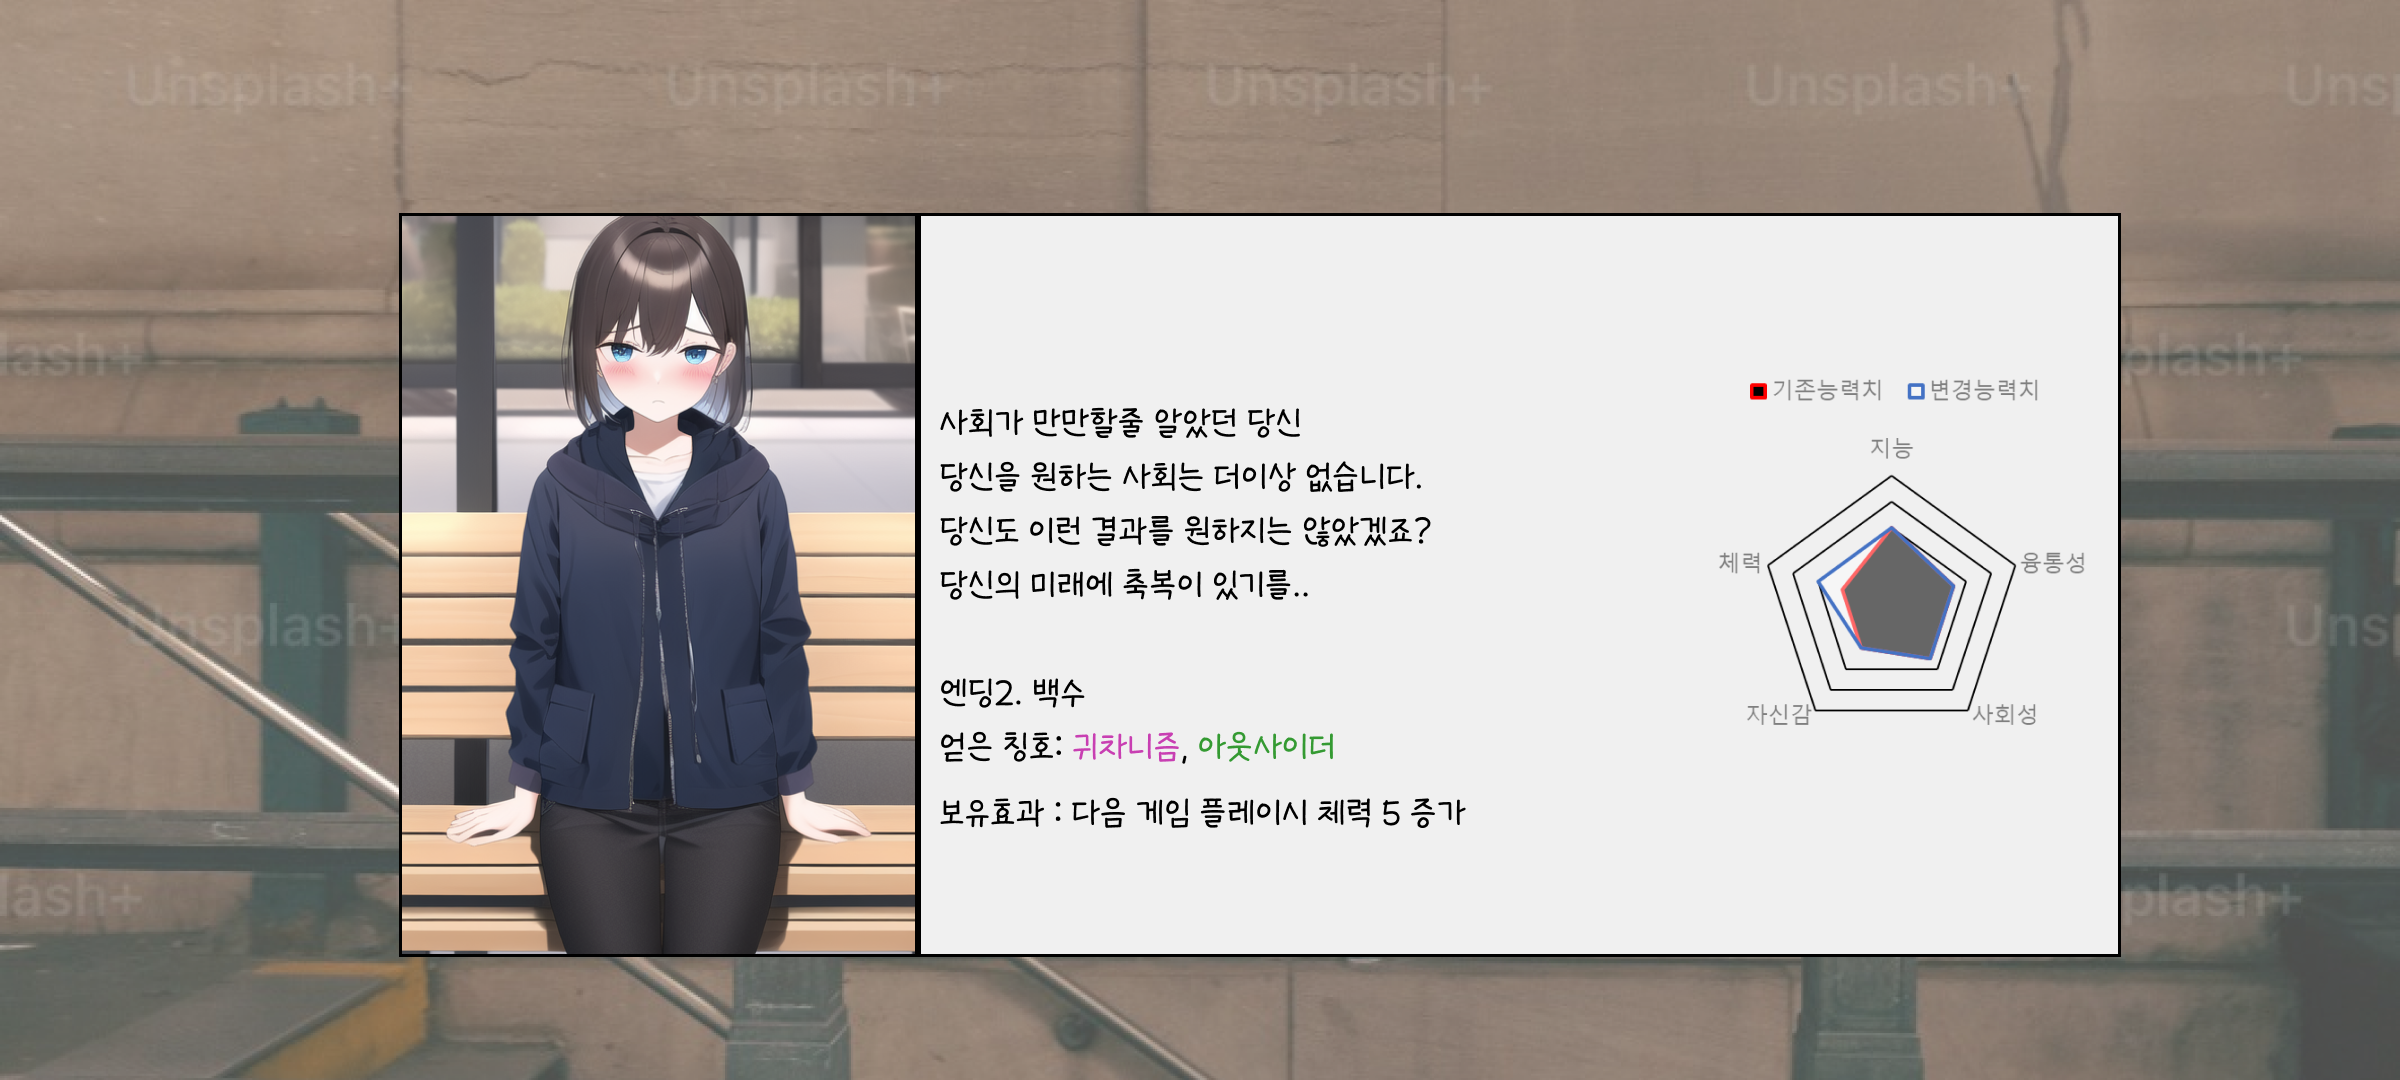 Unsplash+ Unsplash+ Unsplash+ Unsplash+ Uns
lash+ plash+
Unsplash+ Uns
lash+ plash+
사회가 만만할줄 알았던 당신
당신을 원하는 사회는 더이상 없습니다.
당신도 이런 결과를 원하지는 않았겠죠?
당신의 미래에 축복이 있기를..
엔딩2. 백수
얻은 칭호: 귀차니즘, 아웃사이더
보유효과 : 다음 게임 플레이시 체력 5 증가
기존능력치 변경능력치
지능
체력 융통성
자신감 사회성